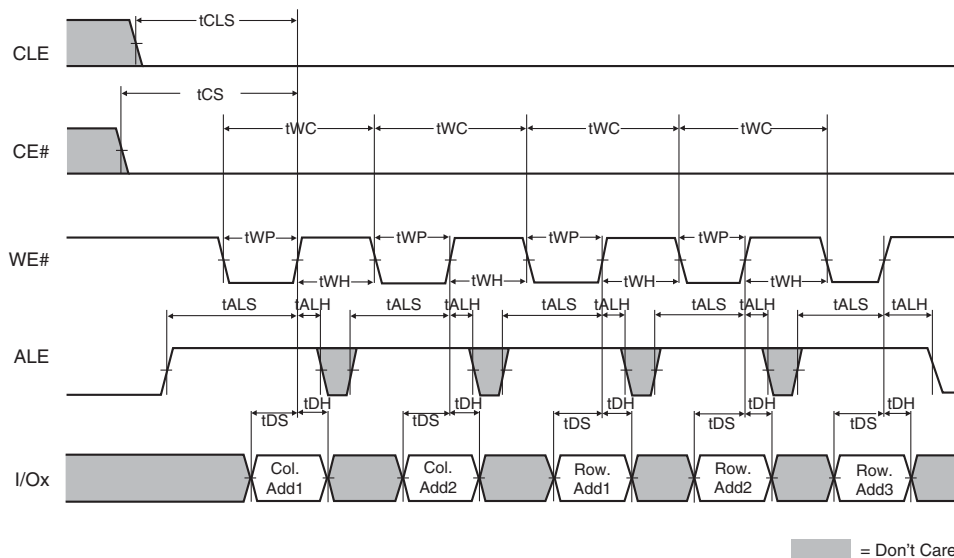 tCLS
CLE
tCS
tWC tWC tWC tWC
CE#
tWP tWP tWP tWP
WE#
tWH tWH tWH tWH
tALS tALH tALS tALH tALS tALH tALS tALH tALS tALH
ALE
tDH tDH tDH tDH tDH
tDS tDS tDS tDS tDS
I/Ox
Col. Add1
Col. Add2
Row. Add1
Row. Add2
Row. Add3
= Don't Care